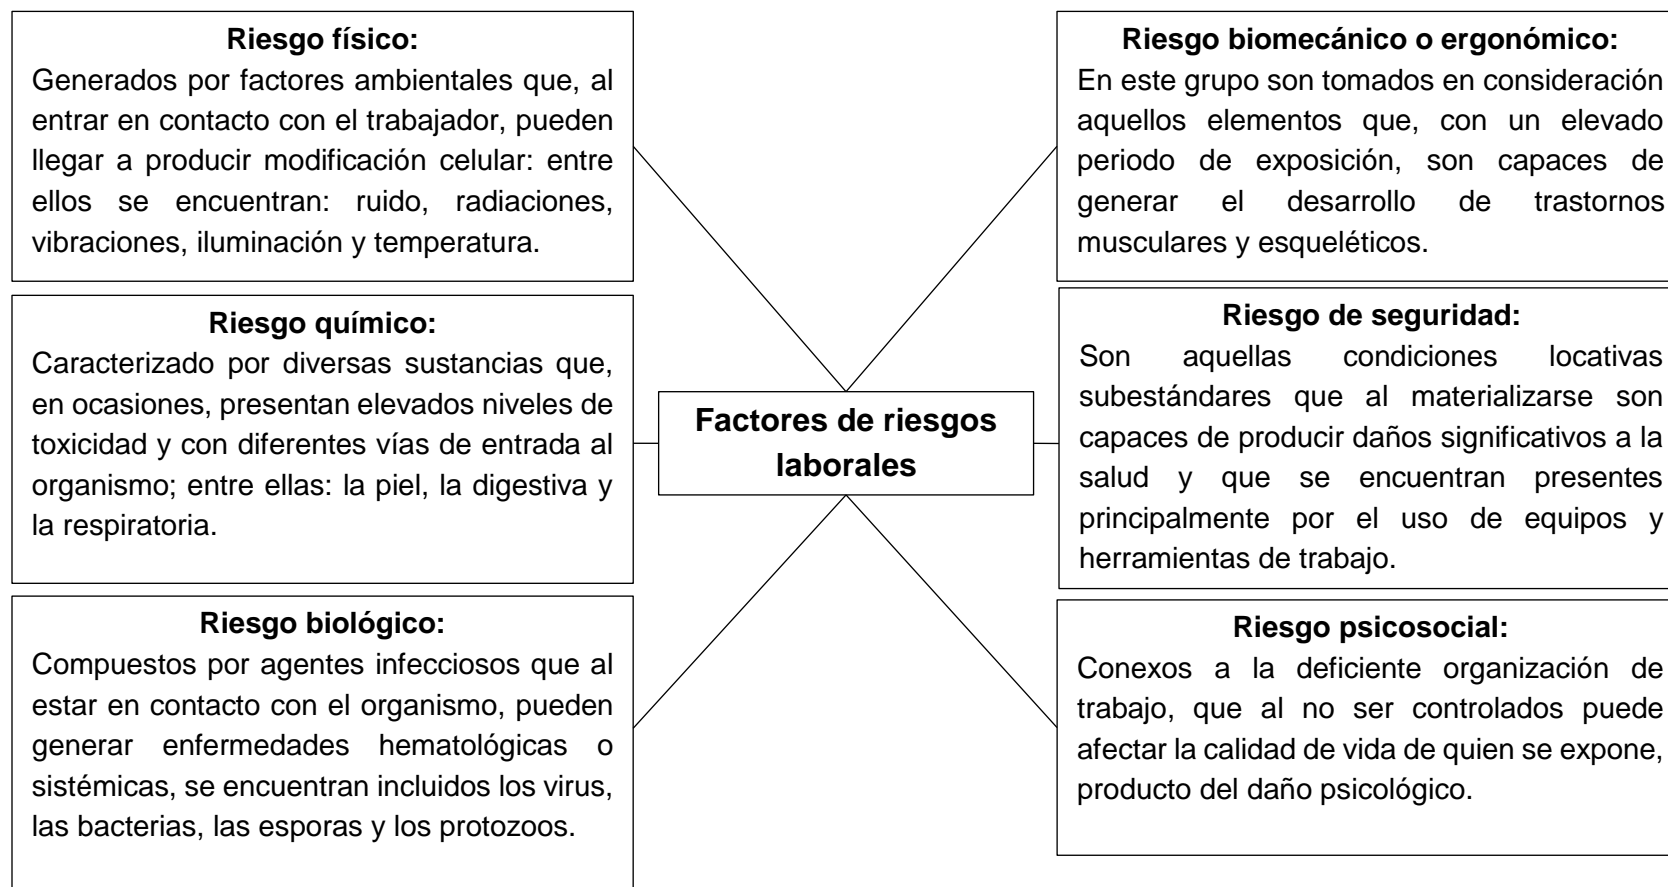 Riesgo físico:
Generados por factores ambientales que, al
entrar en contacto con el trabajador, pueden
llegar a producir modificación celular: entre
ellos se encuentran: ruido, radiaciones,
vibraciones, iluminación y temperatura.
Riesgo químico:
Caracterizado por diversas sustancias que,
en ocasiones, presentan elevados niveles de
toxicidad y con diferentes vías de entrada al
organismo; entre ellas: la piel, la digestiva y
la respiratoria.
Riesgo biológico:
Compuestos por agentes infecciosos que al
estar en contacto con el organismo, pueden
generar enfermedades hematológicas o
sistémicas, se encuentran incluidos los virus,
las bacterias, las esporas y los protozoos.
Factores de riesgos
laborales
Riesgo biomecánico o ergonómico:
En este grupo son tomados en consideración
aquellos elementos que, con un elevado
periodo de exposición, son capaces de
generar el desarrollo de trastornos
musculares y esqueléticos.
Riesgo de seguridad:
Son aquellas condiciones locativas
subestándares que al materializarse son
capaces de producir daños significativos a la
salud y que se encuentran presentes
principalmente por el uso de equipos y
herramientas de trabajo.
Riesgo psicosocial:
Conexos a la deficiente organización de
trabajo, que al no ser controlados puede
afectar la calidad de vida de quien se expone,
producto del daño psicológico.